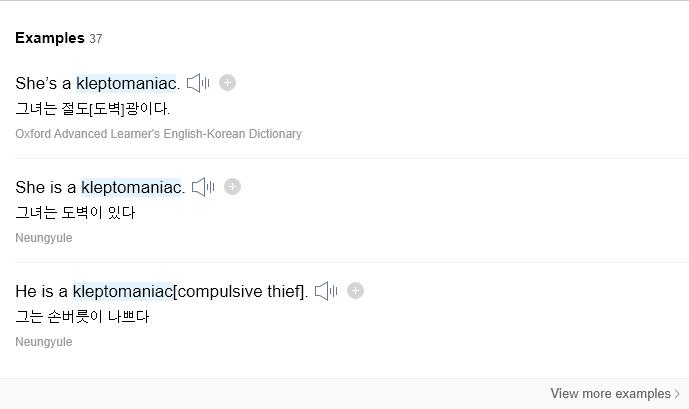 Examples 37
She's a kleptomaniac.
그녀는 절도[도벽]광이다.
Oxford Advanced Learner's English-Korean Dictionary
She is a kleptomaniac.
그녀는 도벽이 있다
Neungyule
He is a kleptomaniac[compulsive thief].
그는 손버릇이 나쁘다
Neungyule
View more examples